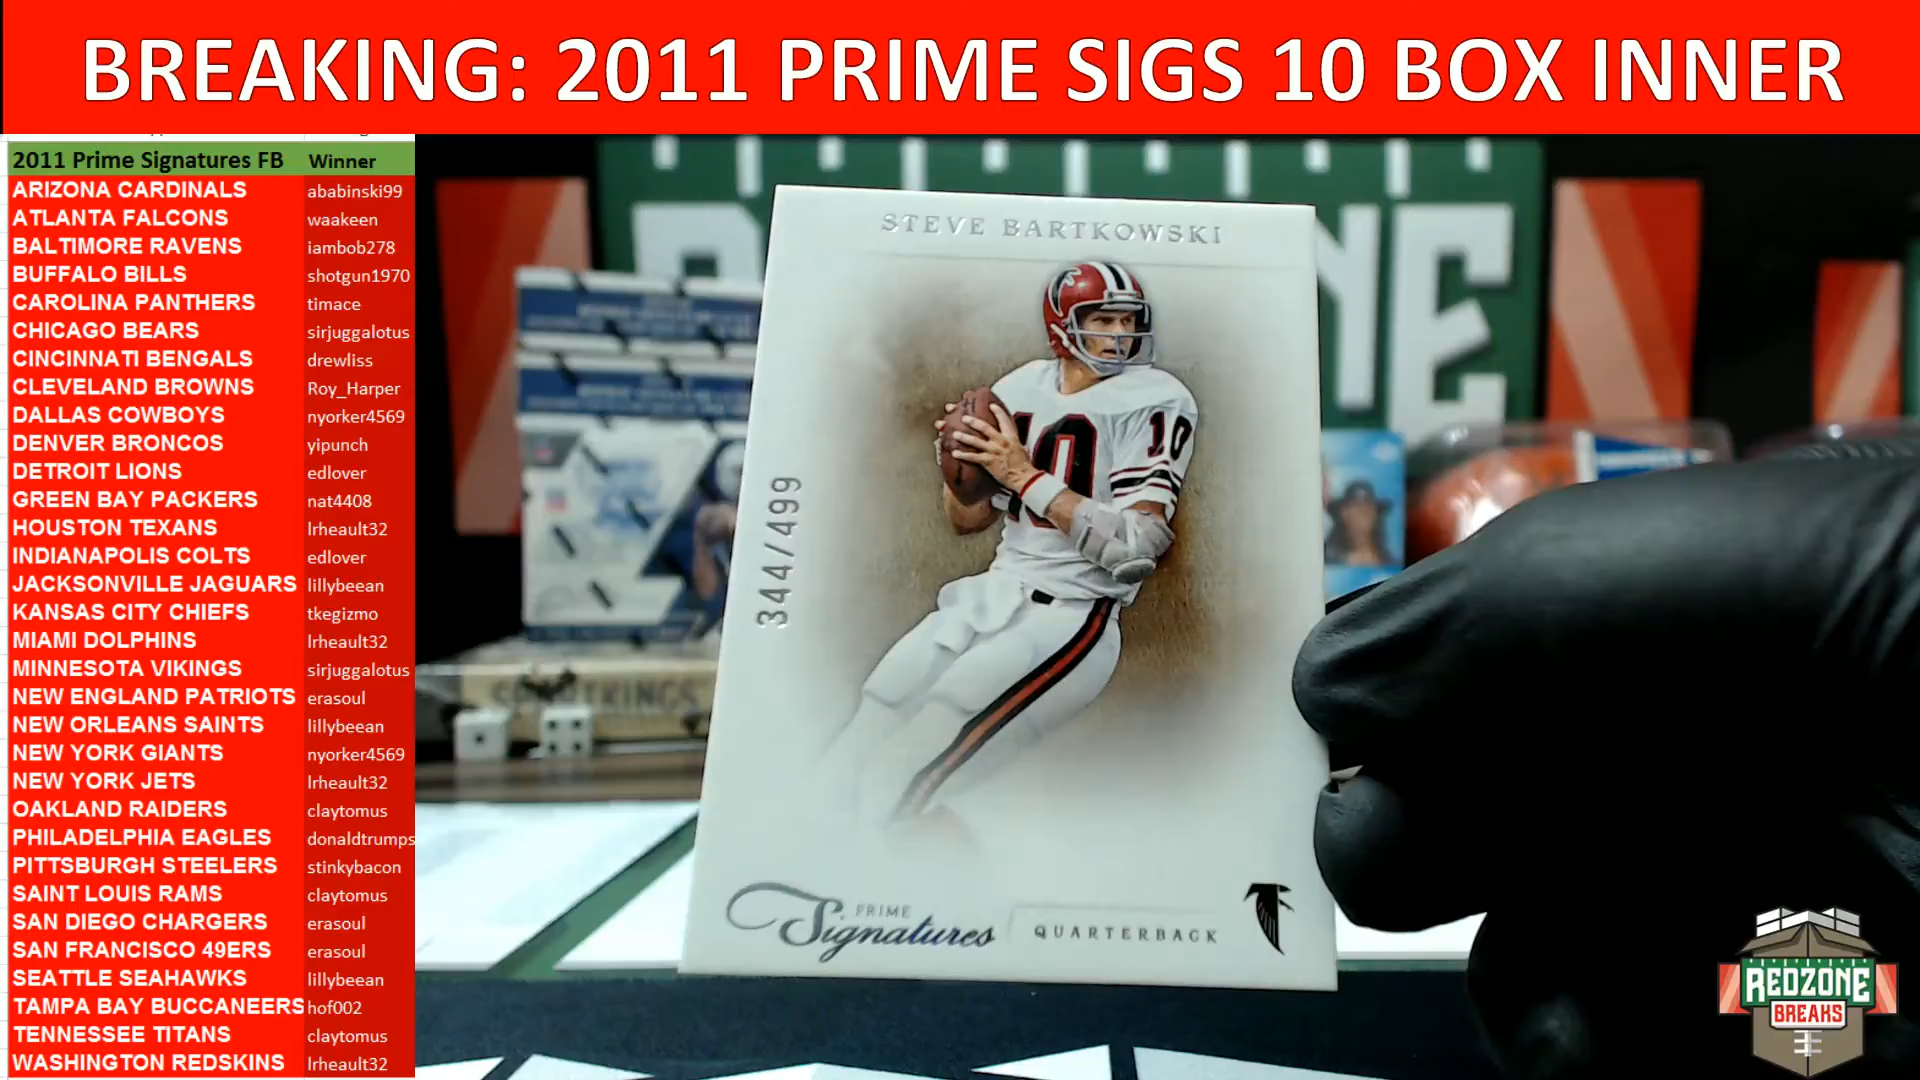 BREAKING: 2011 PRIME SIGS 10 BOX INNER
2011 Prime Signatures FB Winner
ARIZONA CARDINALS ababinski99
ATLANTA FALCONS waakeen
BALTIMORE RAVENS iambob278
BUFFALO BILLS shotgun1970
CAROLINA PANTHERS timace
CHICAGO BEARS sirjuggalotus
CINCINNATI BENGALS drewliss
CLEVELAND BROWNS Roy_Harper
DALLAS COWBOYS nyorker4569
DENVER BRONCOS yipunch
DETROIT LIONS edlover
GREEN BAY PACKERS nat4408
HOUSTON TEXANS lrheault32
INDIANAPOLIS COLTS edlover
JACKSONVILLE JAGUARS lillybeean
KANSAS CITY CHIEFS tkegizmo
MIAMI DOLPHINS lrheault32
MINNESOTA VIKINGS sirjuggalotus
NEW ENGLAND PATRIOTS erasoul
NEW ORLEANS SAINTS lillybeean
NEW YORK GIANTS nyorker4569
NEW YORK JETS lrheault32
OAKLAND RAIDERS claytomus
PHILADELPHIA EAGLES donaldtrumps
PITTSBURGH STEELERS stinkybacon
SAINT LOUIS RAMS claytomus
SAN DIEGO CHARGERS erasoul
SAN FRANCISCO 49ERS erasoul
SEATTLE SEAHAWKS lillybeean
TAMPA BAY BUCCANEERS hof002
TENNESSEE TITANS claytomus
WASHINGTON REDSKINS lrheault32
STEVE BARTKOWSKI
10
10
344/499
PRIME
Signatures
QUARTERBACK
REDZONE
BREAKS